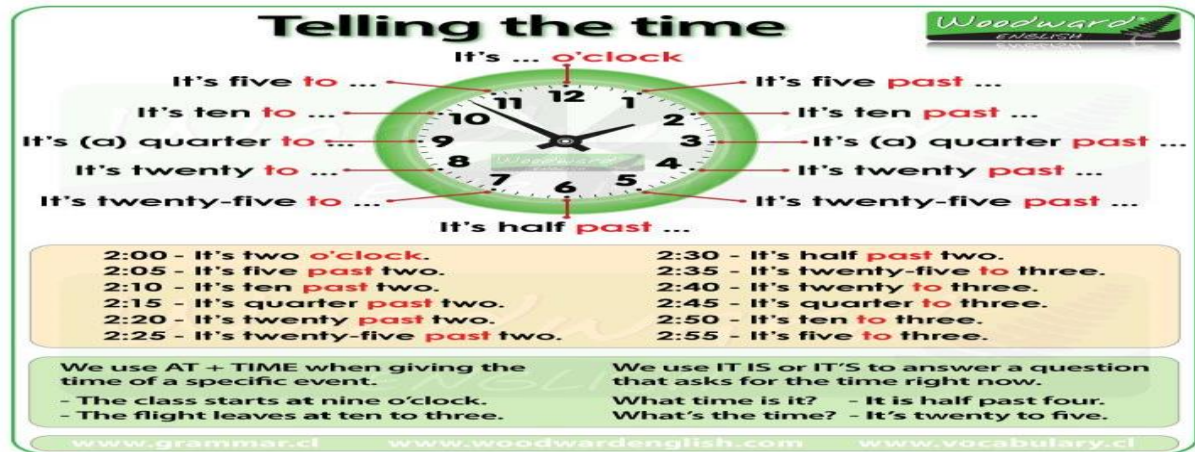 Telling the time
Woodward®
ENGLISH
It's ... o'clock
It's five to ...
It's five past ...
It's ten to ...
It's ten past ...
It's (a) quarter to ...
It's (a) quarter past ...
It's twenty to ...
It's twenty past ...
It's twenty-five to ...
It's twenty-five past ...
It's half past ...
12
1
2
3
4
5
6
7
8
9
10
11
Woodward
ENGLISH
2:00 - It's two o'clock.
2:05 - It's five past two.
2:10 - It's ten past two.
2:15 - It's quarter past two.
2:20 - It's twenty past two.
2:25 - It's twenty-five past two.
2:30 - It's half past two.
2:35 - It's twenty-five to three.
2:40 - It's twenty to three.
2:45 - It's quarter to three.
2:50 - It's ten to three.
2:55 - It's five to three.
We use AT + TIME when giving the
time of a specific event.
- The class starts at nine o'clock.
- The flight leaves at ten to three.
We use IT IS or IT'S to answer a question
that asks for the time right now.
What time is it? - It is half past four.
What's the time? - It's twenty to five.
www.grammar.cl www.woodwardenglish.com www.vocabulary.cl